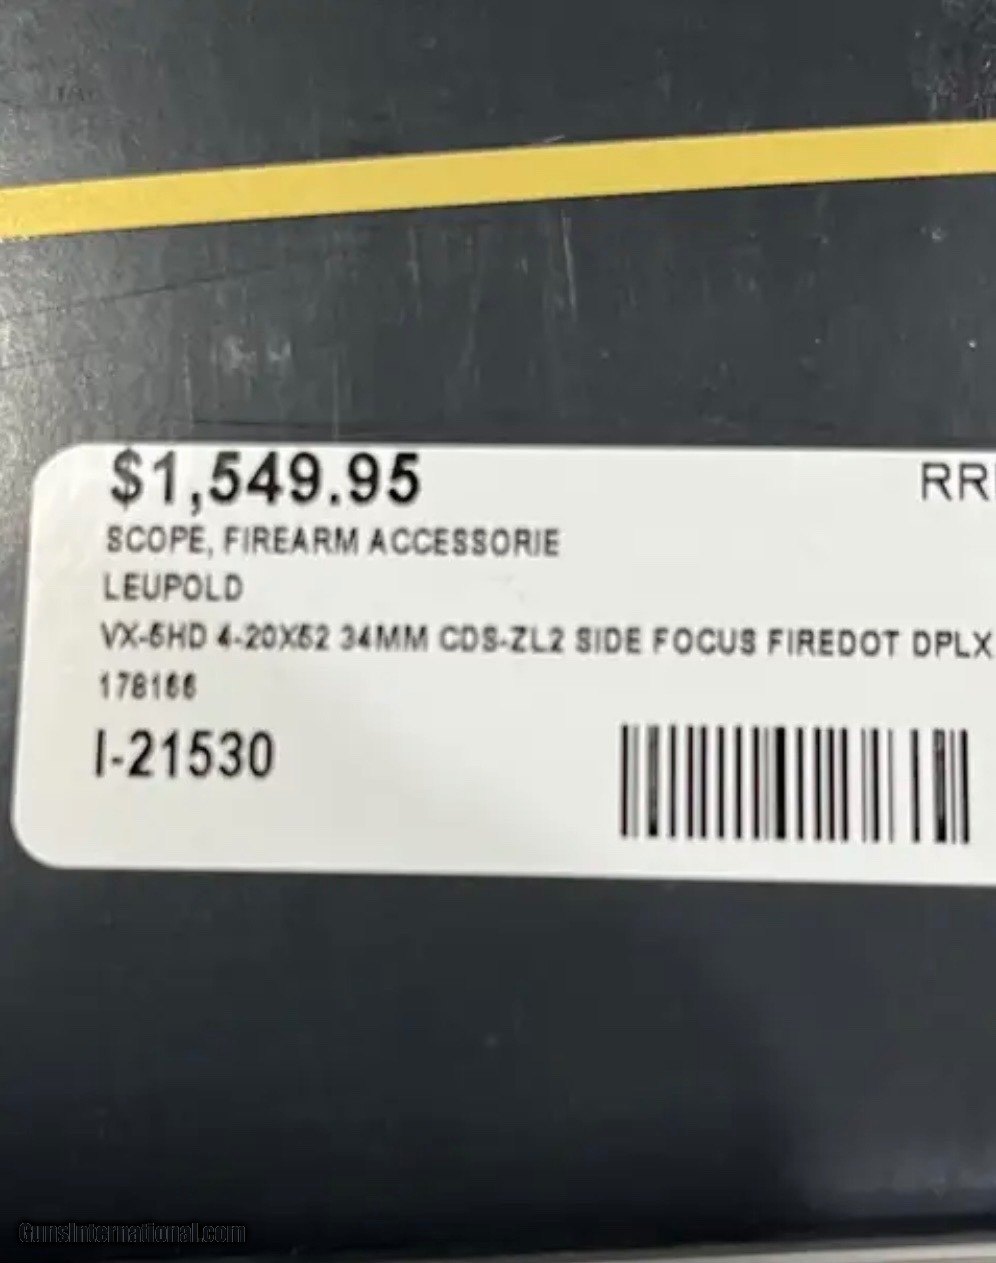 $1,549.95
RR
SCOPE, FIREARM ACCESSORIE
LEUPOLD
VX-5HD 4-20X52 34MM CDS-ZL2 SIDE FOCUS FIREDOT DPLX
178166
I-21530
GunsInternational.com